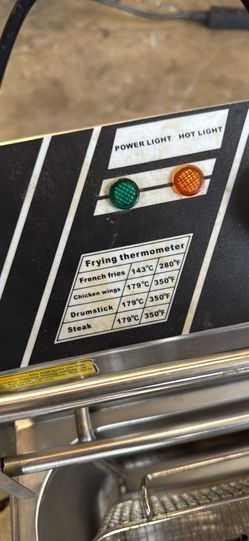 POWER LIGHT HOT LIGHT
Frying thermometer
French fries 143℃ 280℉
Chicken wings 179℃ 350℉
Drumstick 179℃ 350℉
Steak 179℃ 350℉